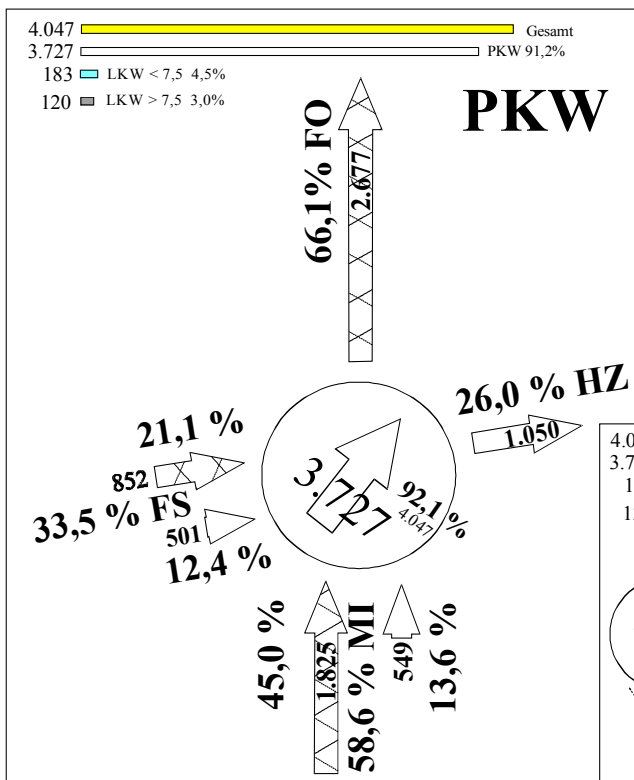 4.047 Gesamt
3.727 PKW 91,2%
183 LKW < 7,5 4,5%
120 LKW > 7,5 3,0%
PKW
66,1% FO
2.677
26,0 % HZ
1.050
21,1 %
852
33,5 % FS
501
12,4 %
3.727
92,1 %
4.047
45,0 %
1.825
58,6 % MI
549
13,6 %
4.0
3.7
1
1